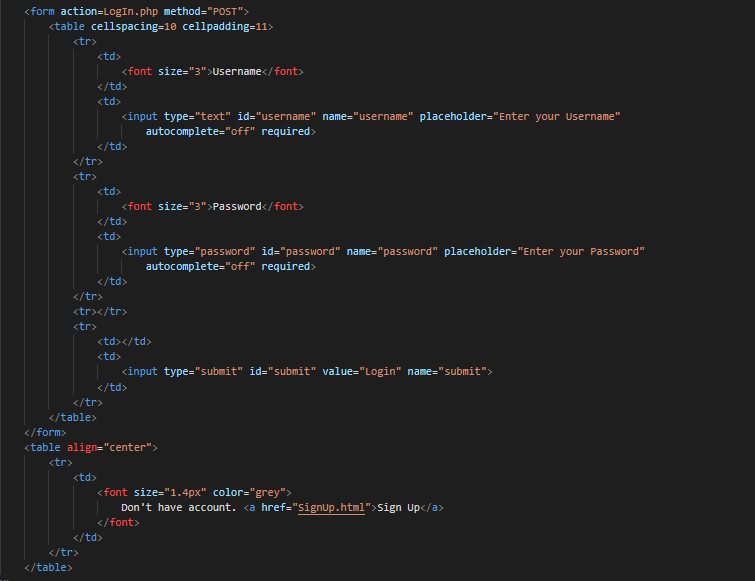 <form action=LogIn.php method="POST">
    <table cellspacing=10 cellpadding=11>
        <tr>
            <td>
                <font size="3">Username</font>
            </td>
            <td>
                <input type="text" id="username" name="username" placeholder="Enter your Username"
                    autocomplete="off" required>
            </td>
        </tr>
        <tr>
            <td>
                <font size="3">Password</font>
            </td>
            <td>
                <input type="password" id="password" name="password" placeholder="Enter your Password"
                    autocomplete="off" required>
            </td>
        </tr>
        <tr></tr>
        <tr>
            <td></td>
            <td>
                <input type="submit" id="submit" value="Login" name="submit">
            </td>
        </tr>
    </table>
</form>
<table align="center">
    <tr>
        <td>
            <font size="1.4px" color="grey">
                Don't have account. <a href="SignUp.html">Sign Up</a>
            </font>
        </td>
    </tr>
</table>